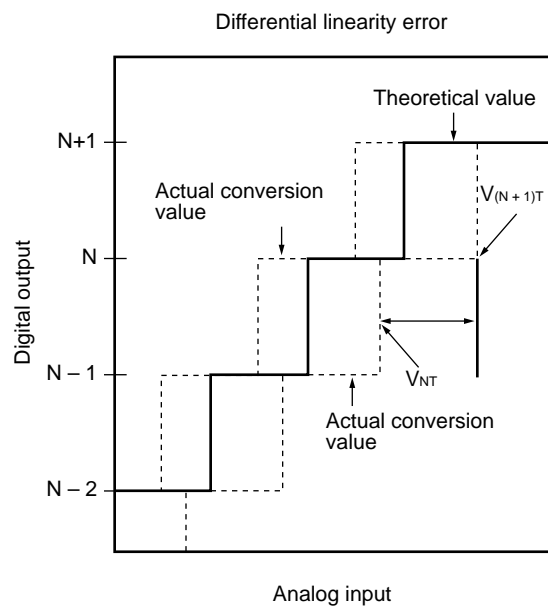 Differential linearity error
Theoretical value
N+1
Actual conversion
value
V(N + 1)T
N
Digital output
N – 1
VNT
Actual conversion
value
N – 2
Analog input